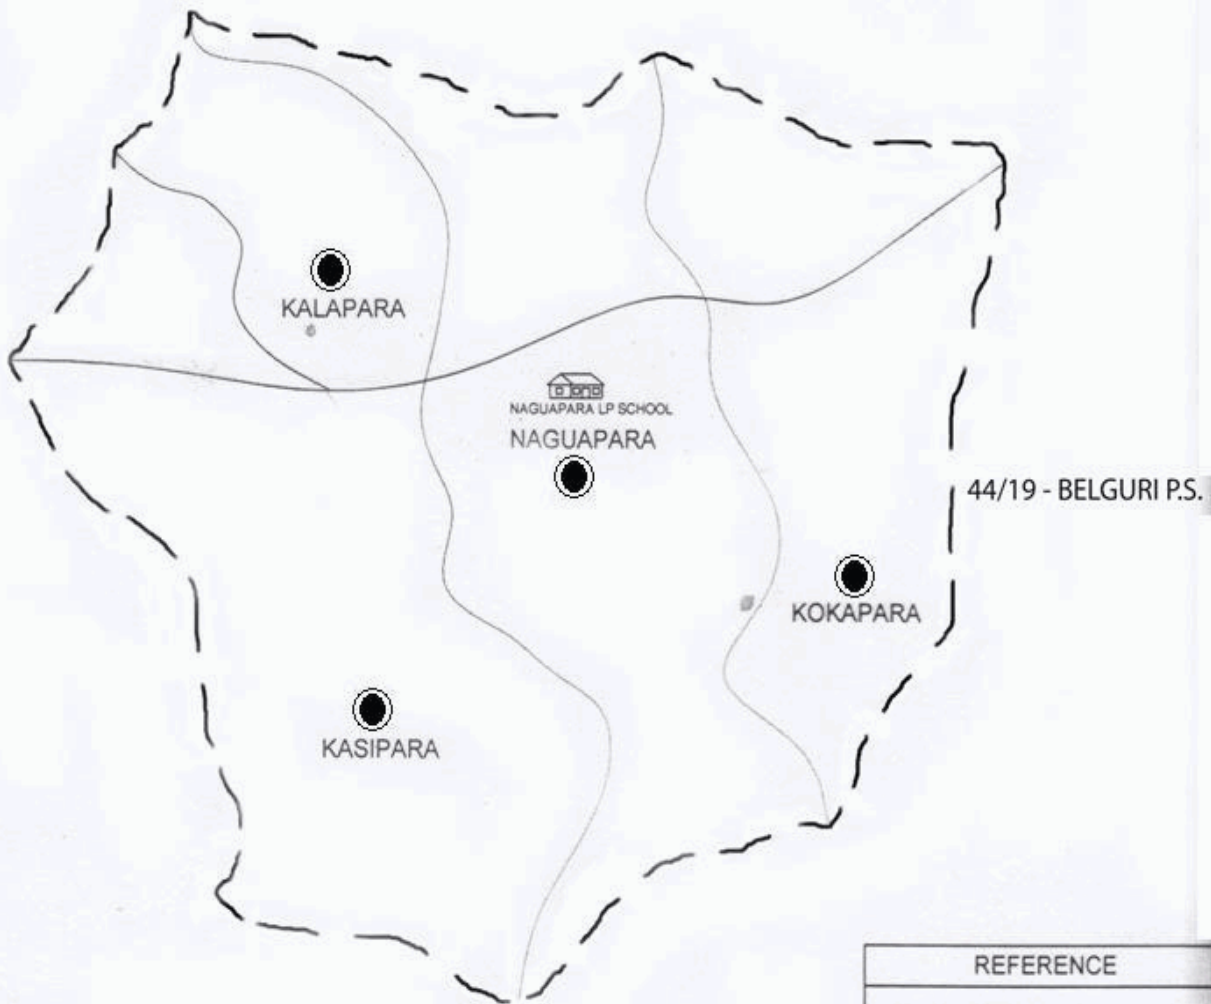 KALAPARA
NAGUAPARA LP SCHOOL
NAGUAPARA
44/19 - BELGURI P.S.
KOKAPARA
KASIPARA
REFERENCE